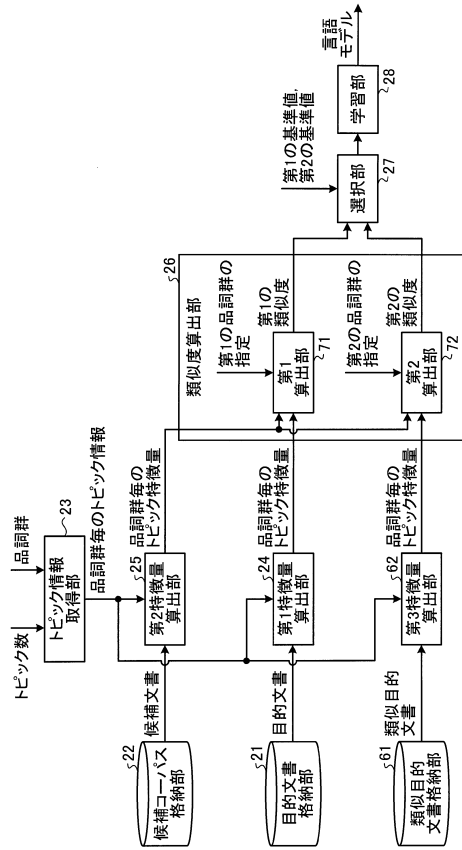 トピック数
品詞群
トピック情報
取得部
23
品詞群毎のトピック情報
22
候補コーパス
格納部
候補文書
25
第2特徴量
算出部
品詞群毎の
トピック特徴量
21
目的文書
格納部
目的文書
24
第1特徴量
算出部
品詞群毎の
トピック特徴量
61
類似目的
文書格納部
類似目的
文書
62
第3特徴量
算出部
品詞群毎の
トピック特徴量
26
類似度算出部
第1の品詞群の
指定
第1
算出部
71
第1の
類似度
第2の品詞群の
指定
第2
算出部
72
第2の
類似度
第1の基準値,
第2の基準値
選択部
27
学習部
28
言語
モデル